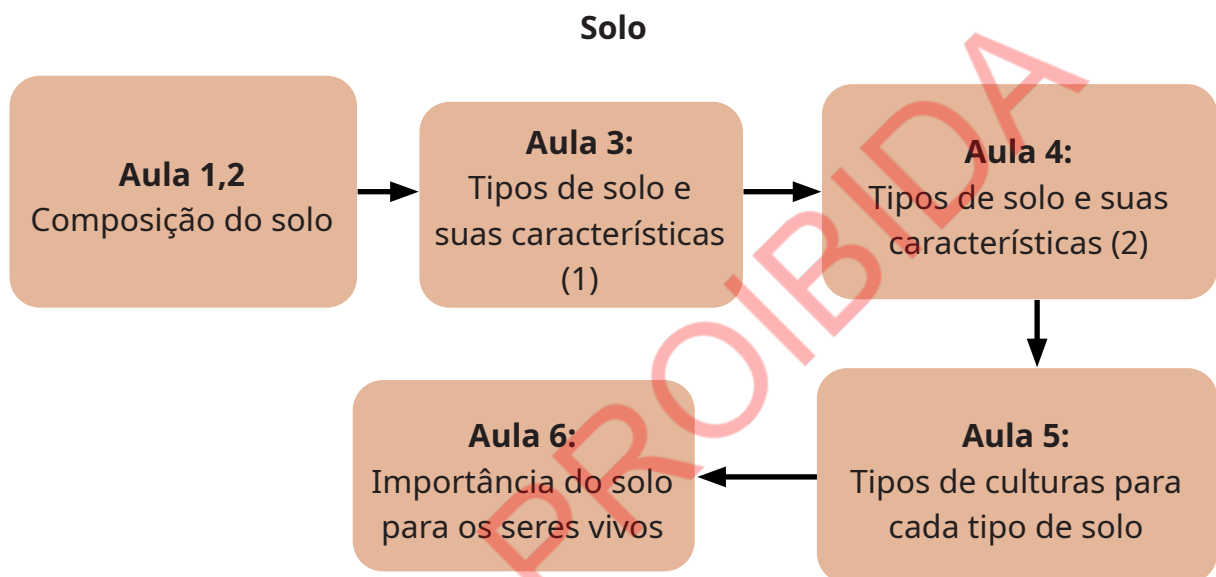 Solo
Aula 1,2
Composição do solo
Aula 3:
Tipos de solo e
suas características
(1)
Aula 4:
Tipos de solo e suas
características (2)
Aula 5:
Tipos de culturas para
cada tipo de solo
Aula 6:
Importância do solo
para os seres vivos
PROİBIDA